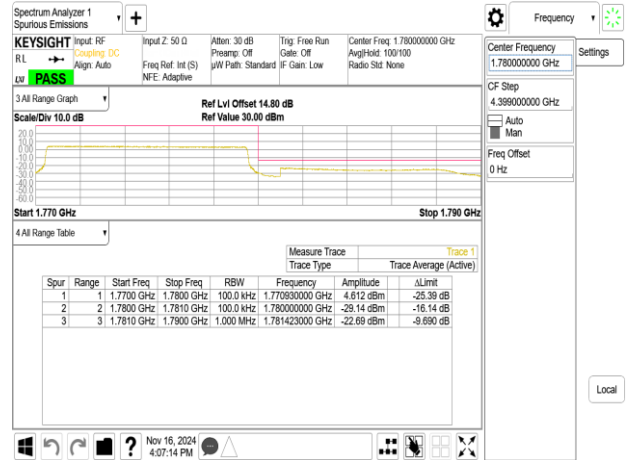 Spectrum Analyzer 1
Spurious Emissions
Frequency
KEYSIGHT
RL
LXI
PASS
Input: RF
Coupling: DC
Align: Auto
Input Z: 50 Ω
Freq Ref: Int (S)
NFE: Adaptive
Atten: 30 dB
Preamp: Off
µW Path: Standard
Trig: Free Run
Gate: Off
IF Gain: Low
Center Freq: 1.780000000 GHz
Avg|Hold: 100/100
Radio Std: None
Center Frequency
1.780000000 GHz
Settings
CF Step
4.399000000 GHz
Auto
Man
Freq Offset
0 Hz
3 All Range Graph
Scale/Div 10.0 dB
Ref Lvl Offset 14.80 dB
Ref Value 30.00 dBm
20.0
10.0
0.00
-10.0
-20.0
-30.0
-40.0
-50.0
-60.0
Start 1.770 GHz
Stop 1.790 GHz
4 All Range Table
Measure Trace Trace 1
Trace Type Trace Average (Active)
Spur Range Start Freq Stop Freq RBW Frequency Amplitude ΔLimit
1 1 1.7700 GHz 1.7800 GHz 100.0 kHz 1.770930000 GHz 4.612 dBm -25.39 dB
2 2 1.7800 GHz 1.7810 GHz 100.0 kHz 1.780000000 GHz -29.14 dBm -16.14 dB
3 3 1.7810 GHz 1.7900 GHz 1.000 MHz 1.781423000 GHz -22.69 dBm -9.690 dB
Local
Nov 16, 2024
4:07:14 PM